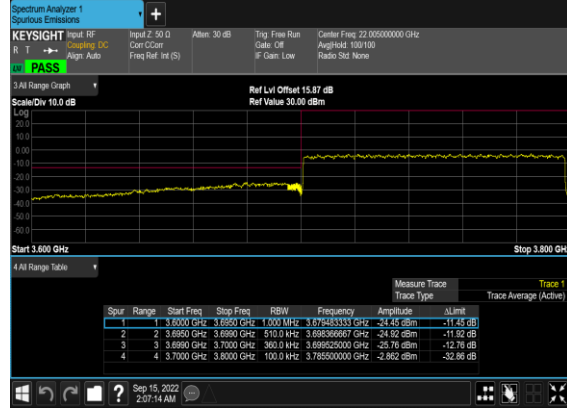 Spectrum Analyzer 1
Spurious Emissions
KEYSIGHT Input: RF Input Z: 50 Ω Atten: 30 dB Trig: Free Run Center Freq: 22.005000000 GHz
R T Coupling: DC Corr CCorr Gate: Off Avg|Hold: 100/100
Align: Auto Freq Ref: Int (S) IF Gain: Low Radio Std: None
LW PASS
3 All Range Graph
Ref Lvl Offset 15.87 dB
Scale/Div 10.0 dB Ref Value 30.00 dBm
Log
20.0
10.0
0.00
-10.0
-20.0
-30.0
-40.0
-50.0
-60.0
Start 3.600 GHz Stop 3.800 GH
4 All Range Table
Measure Trace Trace 1
Trace Type Trace Average (Active)
Spur Range Start Freq Stop Freq RBW Frequency Amplitude ΔLimit
1 1 3.6000 GHz 3.6950 GHz 1.000 MHz 3.679483333 GHz -24.45 dBm -11.45 dB
2 2 3.6950 GHz 3.6990 GHz 510.0 kHz 3.698366667 GHz -24.92 dBm -11.92 dB
3 3 3.6990 GHz 3.7000 GHz 360.0 kHz 3.699525000 GHz -25.76 dBm -12.76 dB
4 4 3.7000 GHz 3.8000 GHz 100.0 kHz 3.785500000 GHz -2.862 dBm -32.86 dB
? Sep 15, 2022
2:07:14 AM